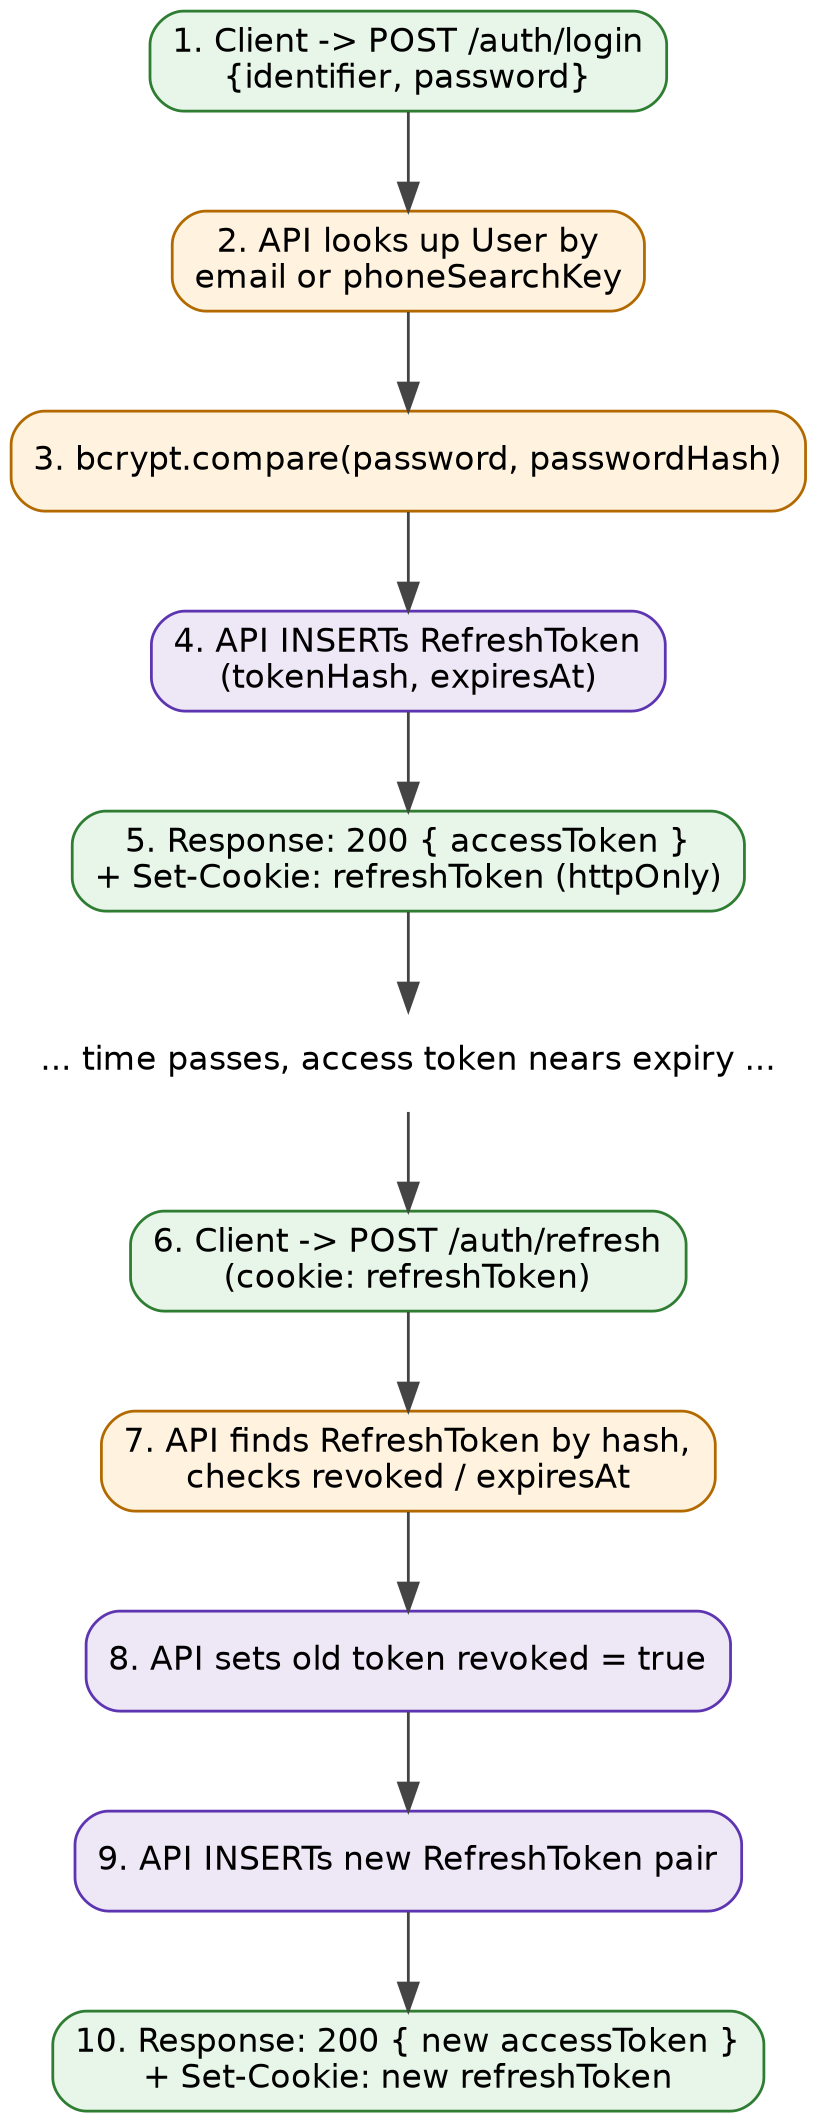 1. Client -> POST /auth/login
{identifier, password}
2. API looks up User by
email or phoneSearchKey
3. bcrypt.compare(password, passwordHash)
4. API INSERTs RefreshToken
(tokenHash, expiresAt)
5. Response: 200 { accessToken }
+ Set-Cookie: refreshToken (httpOnly)
... time passes, access token nears expiry ...
6. Client -> POST /auth/refresh
(cookie: refreshToken)
7. API finds RefreshToken by hash,
checks revoked / expiresAt
8. API sets old token revoked = true
9. API INSERTs new RefreshToken pair
10. Response: 200 { new accessToken }
+ Set-Cookie: new refreshToken